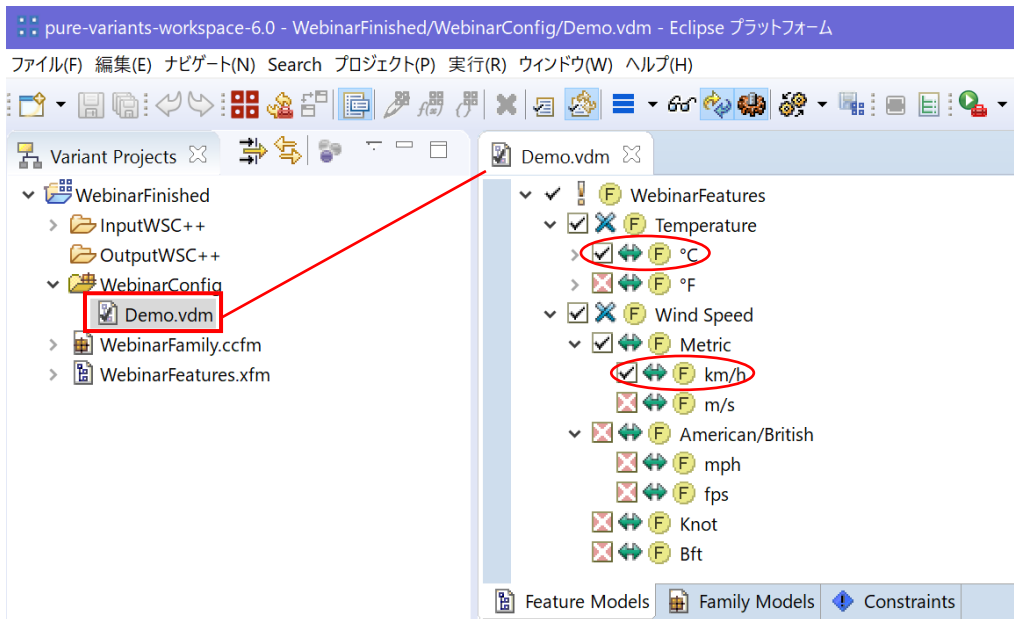 pure-variants-workspace-6.0 - WebinarFinished/WebinarConfig/Demo.vdm - Eclipse プラットフォーム
ファイル(F) 編集(E) ナビゲート(N) Search プロジェクト(P) 実行(R) ウィンドウ(W) ヘルプ(H)
Variant Projects
WebinarFinished
InputWSC++
OutputWSC++
WebinarConfig
Demo.vdm
WebinarFamily.ccfm
WebinarFeatures.xfm
Demo.vdm
F WebinarFeatures
F Temperature
F °C
F °F
F Wind Speed
F Metric
F km/h
F m/s
F American/British
F mph
F fps
F Knot
F Bft
Feature Models Family Models Constraints